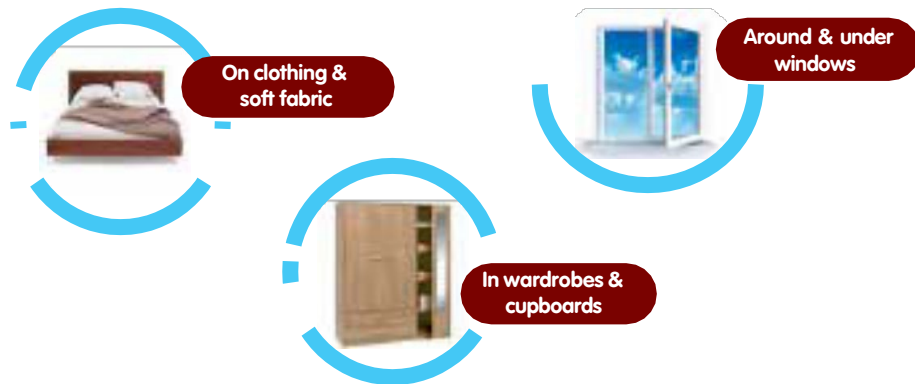 On clothing &
soft fabric
Around & under
windows
In wardrobes &
cupboards